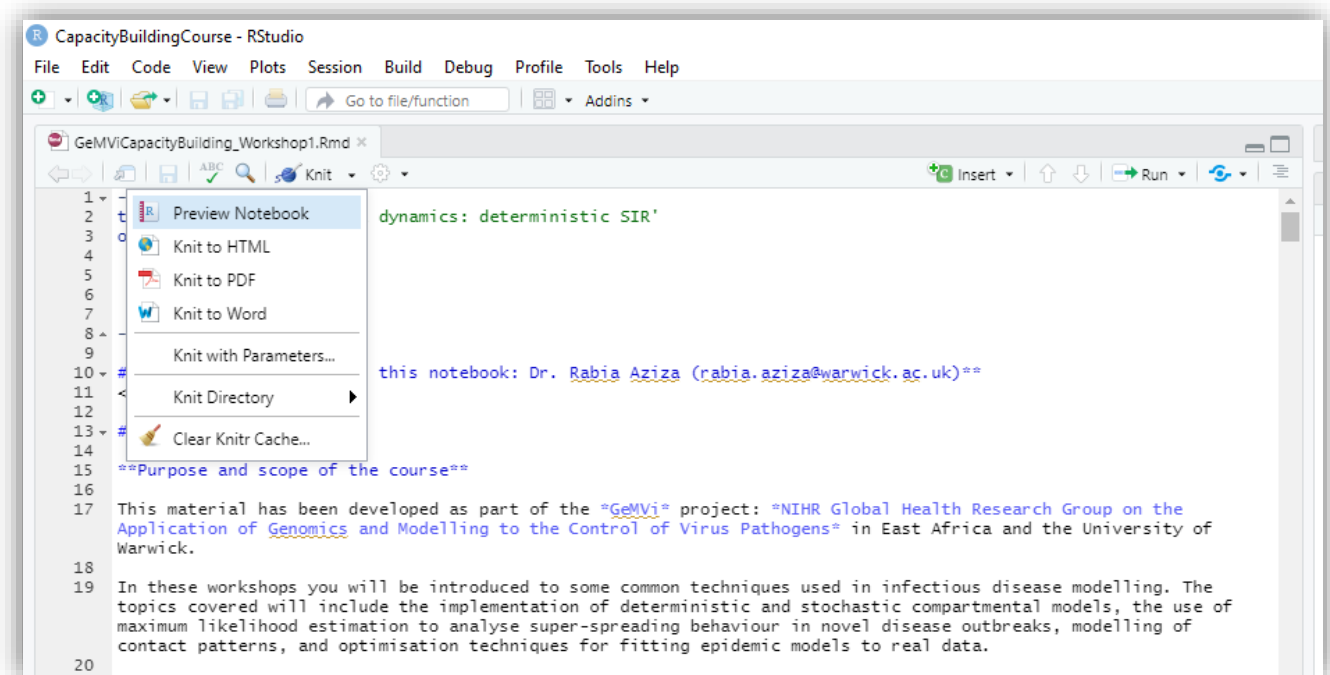 CapacityBuildingCourse - RStudio
File Edit Code View Plots Session Build Debug Profile Tools Help
Go to file/function Addins
GeMViCapacityBuilding_Workshop1.Rmd
ABC Knit Insert Run
1 -
2 t dynamics: deterministic SIR'
3 o
4
5
6
7
8 -
9
10 # this notebook: Dr. Rabia Aziza (rabia.aziza@warwick.ac.uk)**
11 <
12
13 #
14
15 **Purpose and scope of the course**
16
17 This material has been developed as part of the *GeMVi* project: *NIHR Global Health Research Group on the
Application of Genomics and Modelling to the Control of Virus Pathogens* in East Africa and the University of
Warwick.
18
19 In these workshops you will be introduced to some common techniques used in infectious disease modelling. The
topics covered will include the implementation of deterministic and stochastic compartmental models, the use of
maximum likelihood estimation to analyse super-spreading behaviour in novel disease outbreaks, modelling of
contact patterns, and optimisation techniques for fitting epidemic models to real data.
20
Preview Notebook
Knit to HTML
Knit to PDF
Knit to Word
Knit with Parameters...
Knit Directory
Clear Knitr Cache...